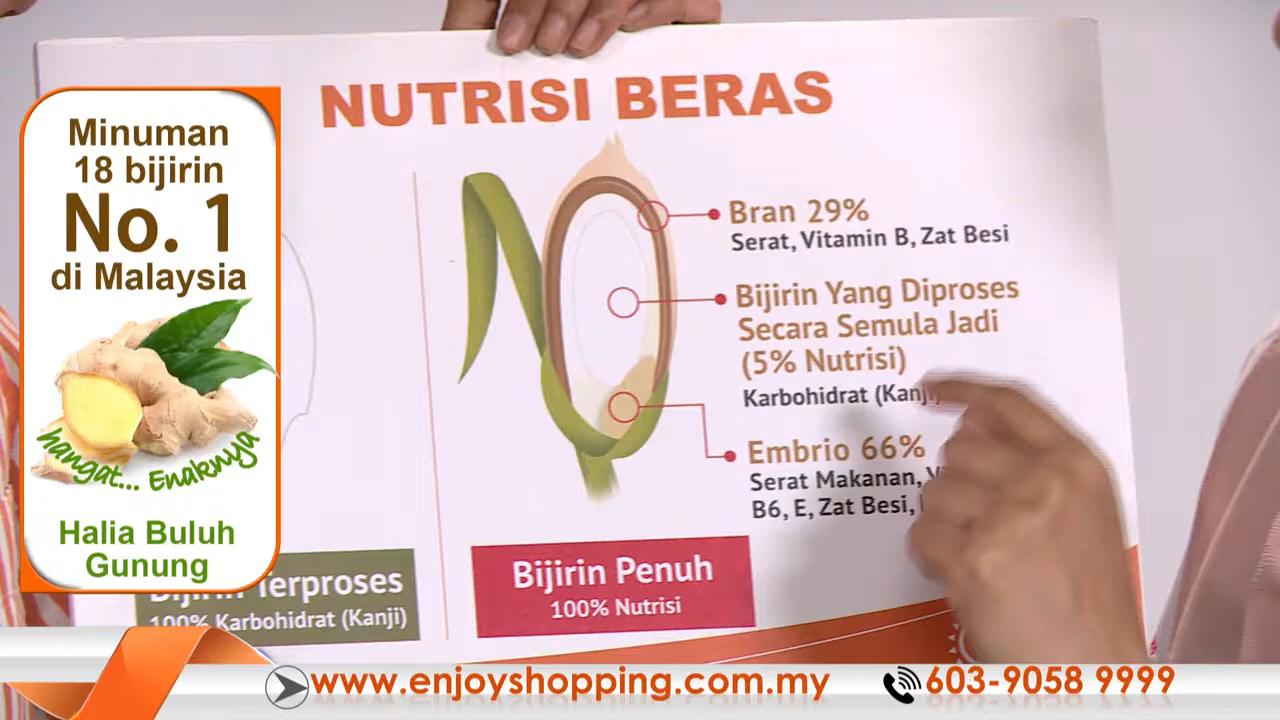 NUTRISI BERAS
Minuman
18 bijirin
No. 1
di Malaysia
hangat... Enaknya
Halia Buluh
Gunung
Bran 29%
Serat, Vitamin B, Zat Besi
Bijirin Yang Diproses
Secara Semula Jadi
(5% Nutrisi)
Karbohidrat (Kanji)
Embrio 66%
Serat Makanan,
B6, E, Zat Besi,
Bijirin Terproses
100% Karbohidrat (Kanji)
Bijirin Penuh
100% Nutrisi
www.enjoyshopping.com.my
603-9058 9999